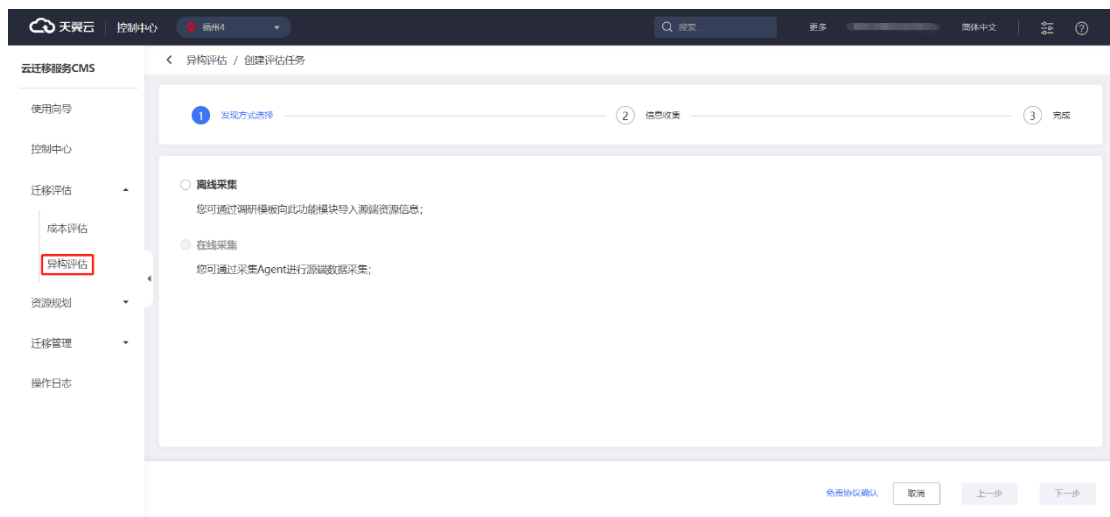 天翼云 控制中心 福州4 搜索... 更多 简体中文
云迁移服务CMS
异构评估 / 创建评估任务
使用向导
1 发现方式选择 2 信息收集 3 完成
控制中心
迁移评估
离线采集
您可通过调研模板向此功能模块导入源端资源信息；
成本评估
在线采集
异构评估
您可通过采集Agent进行源端数据采集；
资源规划
迁移管理
操作日志
免责协议确认 取消 上一步 下一步